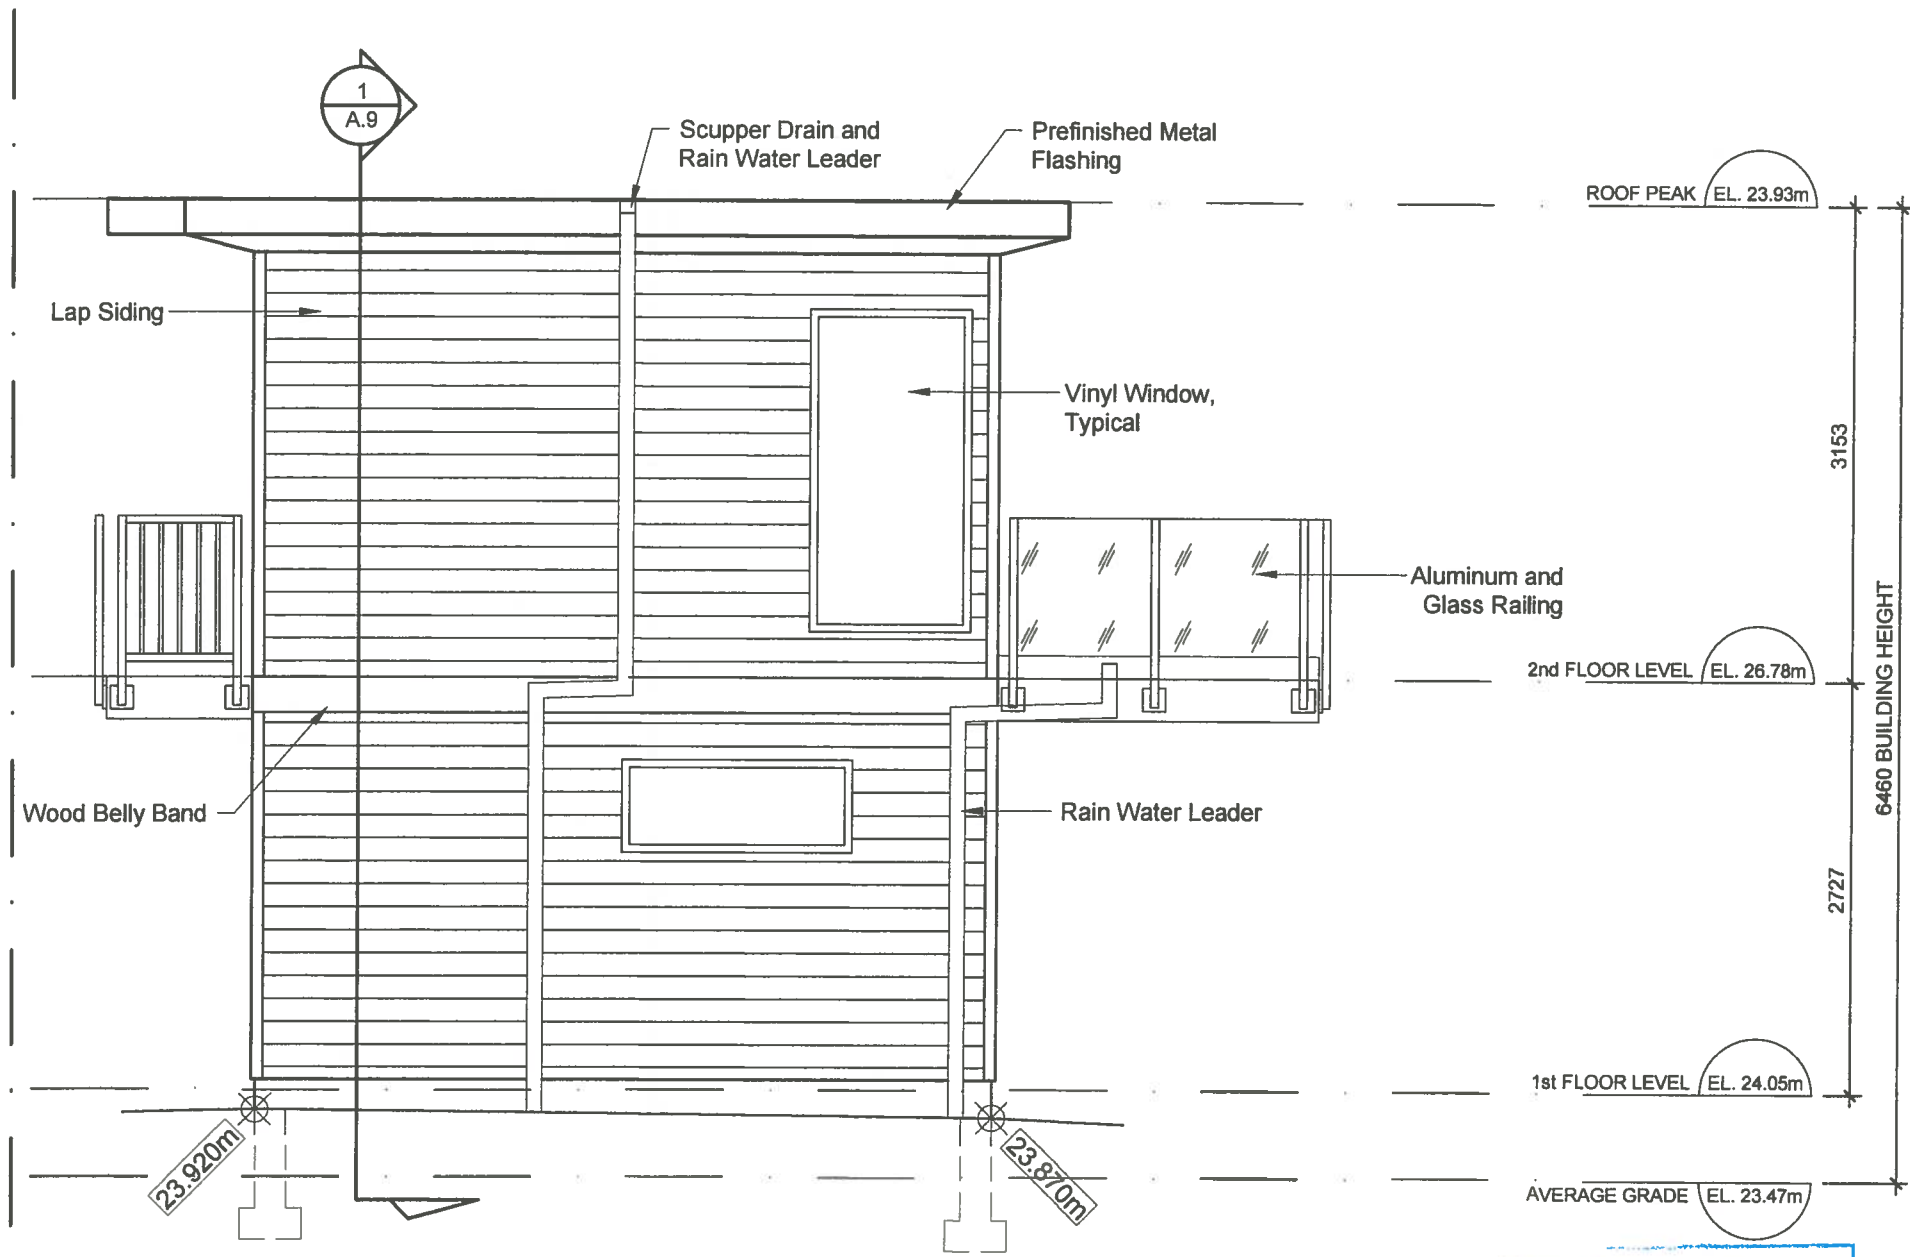 1
A.9
Scupper Drain and
Rain Water Leader
Prefinished Metal
Flashing
ROOF PEAK EL. 23.93m
Lap Siding
Vinyl Window,
Typical
3153
Aluminum and
Glass Railing
6460 BUILDING HEIGHT
2nd FLOOR LEVEL EL. 26.78m
Wood Belly Band
Rain Water Leader
2727
1st FLOOR LEVEL EL. 24.05m
23.920m
23.870m
AVERAGE GRADE EL. 23.47m